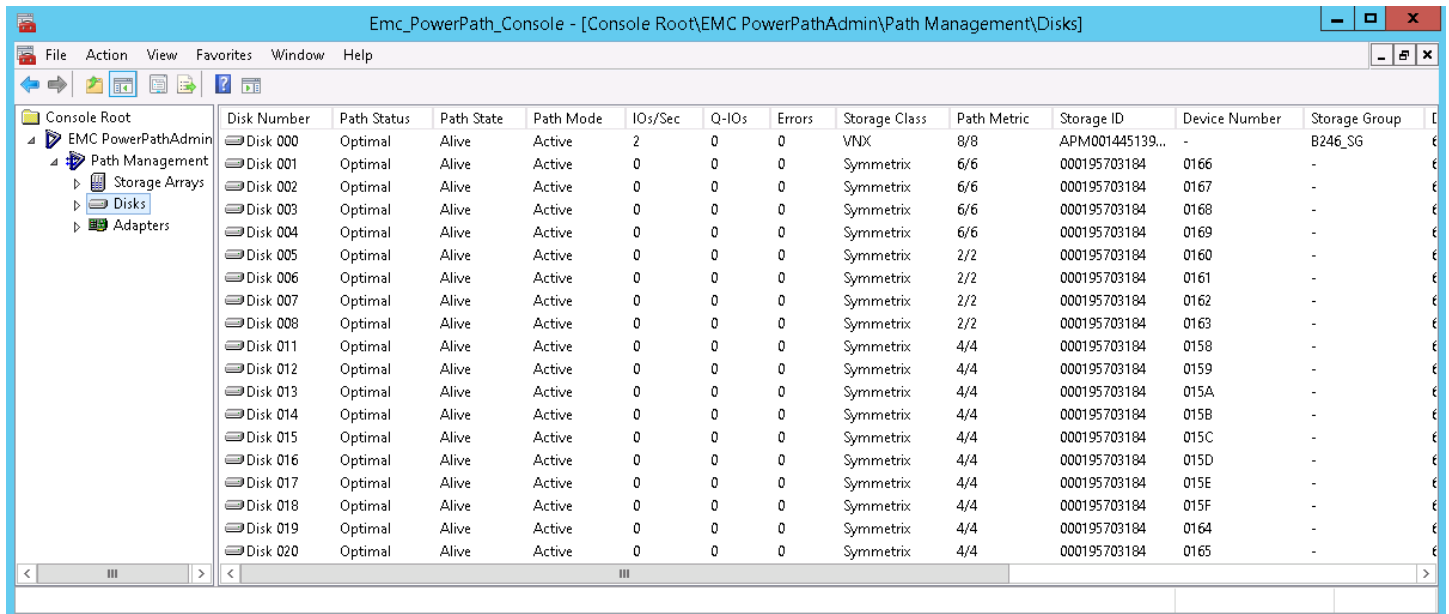 Emc_PowerPath_Console - [Console Root\EMC PowerPathAdmin\Path Management\Disks]
File Action View Favorites Window Help
Console Root
EMC PowerPathAdmin
Path Management
Storage Arrays
Disks
Adapters
Disk Number Path Status Path State Path Mode IOs/Sec Q-IOs Errors Storage Class Path Metric Storage ID Device Number Storage Group
Disk 000 Optimal Alive Active 2 0 0 VNX 8/8 APM001445139... - B246_SG
Disk 001 Optimal Alive Active 0 0 0 Symmetrix 6/6 000195703184 0166 -
Disk 002 Optimal Alive Active 0 0 0 Symmetrix 6/6 000195703184 0167 -
Disk 003 Optimal Alive Active 0 0 0 Symmetrix 6/6 000195703184 0168 -
Disk 004 Optimal Alive Active 0 0 0 Symmetrix 6/6 000195703184 0169 -
Disk 005 Optimal Alive Active 0 0 0 Symmetrix 2/2 000195703184 0160 -
Disk 006 Optimal Alive Active 0 0 0 Symmetrix 2/2 000195703184 0161 -
Disk 007 Optimal Alive Active 0 0 0 Symmetrix 2/2 000195703184 0162 -
Disk 008 Optimal Alive Active 0 0 0 Symmetrix 2/2 000195703184 0163 -
Disk 011 Optimal Alive Active 0 0 0 Symmetrix 4/4 000195703184 0158 -
Disk 012 Optimal Alive Active 0 0 0 Symmetrix 4/4 000195703184 0159 -
Disk 013 Optimal Alive Active 0 0 0 Symmetrix 4/4 000195703184 015A -
Disk 014 Optimal Alive Active 0 0 0 Symmetrix 4/4 000195703184 015B -
Disk 015 Optimal Alive Active 0 0 0 Symmetrix 4/4 000195703184 015C -
Disk 016 Optimal Alive Active 0 0 0 Symmetrix 4/4 000195703184 015D -
Disk 017 Optimal Alive Active 0 0 0 Symmetrix 4/4 000195703184 015E -
Disk 018 Optimal Alive Active 0 0 0 Symmetrix 4/4 000195703184 015F -
Disk 019 Optimal Alive Active 0 0 0 Symmetrix 4/4 000195703184 0164 -
Disk 020 Optimal Alive Active 0 0 0 Symmetrix 4/4 000195703184 0165 -